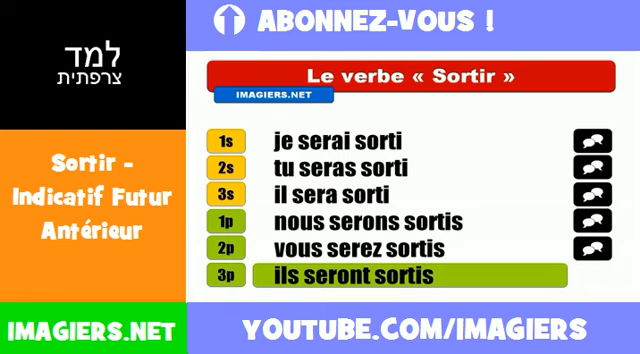 למד
צרפתית
Sortir -
Indicatif Futur
Antérieur
IMAGIERS.NET
ABONNEZ-VOUS !
Le verbe « Sortir »
IMAGIERS.NET
1s je serai sorti
2s tu seras sorti
3s il sera sorti
1p nous serons sortis
2p vous serez sortis
3p ils seront sortis
YOUTUBE.COM/IMAGIERS